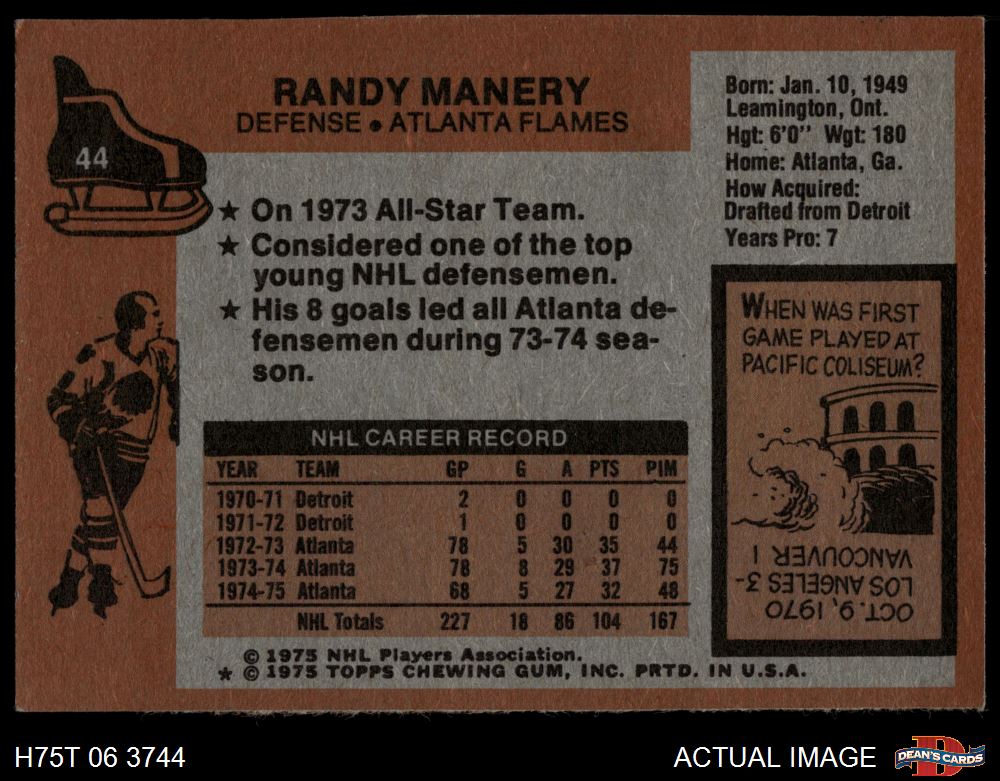 44
RANDY MANERY
DEFENSE • ATLANTA FLAMES
Born: Jan. 10, 1949
Leamington, Ont.
Hgt: 6'0" Wgt: 180
Home: Atlanta, Ga.
How Acquired:
Drafted from Detroit
Years Pro: 7
★ On 1973 All-Star Team.
★ Considered one of the top
young NHL defensemen.
★ His 8 goals led all Atlanta de-
fensemen during 73-74 sea-
son.
NHL CAREER RECORD
YEAR TEAM GP G A PTS PIM
1970-71 Detroit 2 0 0 0 0
1971-72 Detroit 1 0 0 0 0
1972-73 Atlanta 78 5 30 35 44
1973-74 Atlanta 78 8 29 37 75
1974-75 Atlanta 68 5 27 32 48
NHL Totals 227 18 86 104 167
WHEN WAS FIRST
GAME PLAYED AT
PACIFIC COLISEUM?
OCT. 9, 1970
LOS ANGELES 3-
VANCOUVER 1
© 1975 NHL Players Association.
★ © 1975 TOPPS CHEWING GUM, INC. PRTD. IN U.S.A.
H75T 06 3744
ACTUAL IMAGE
D
DEAN'S CARDS